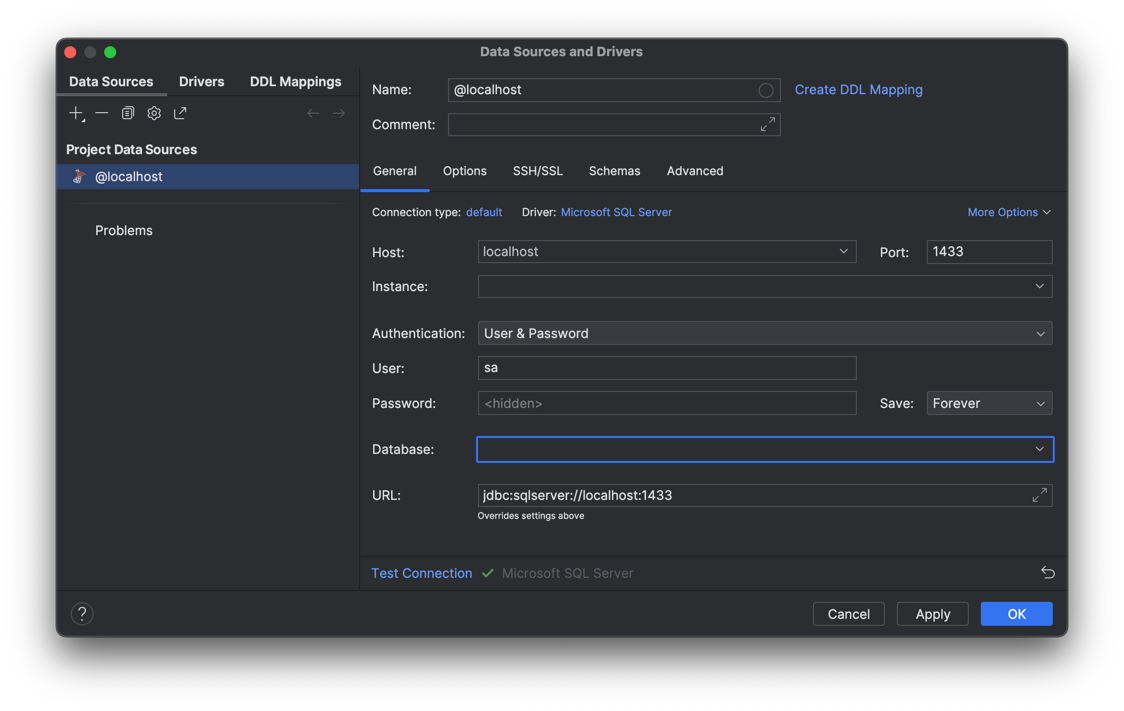 Data Sources and Drivers
Data Sources Drivers DDL Mappings
Project Data Sources
@localhost
Problems
Name: @localhost Create DDL Mapping
Comment:
General Options SSH/SSL Schemas Advanced
Connection type: default Driver: Microsoft SQL Server More Options
Host: localhost Port: 1433
Instance:
Authentication: User & Password
User: sa
Password: <hidden> Save: Forever
Database:
URL: jdbc:sqlserver://localhost:1433
Overrides settings above
Test Connection Microsoft SQL Server
? Cancel Apply OK